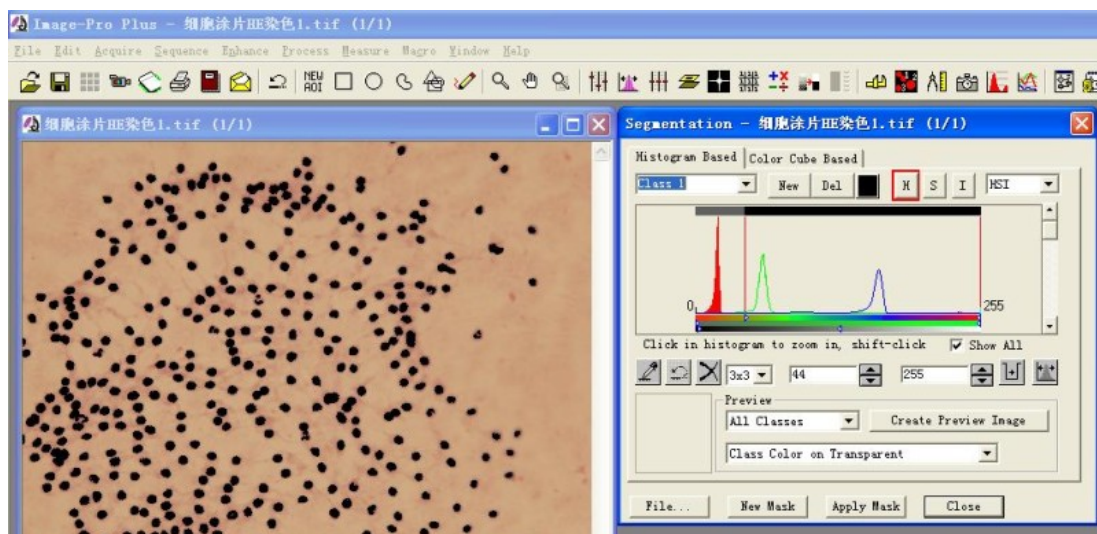 Image-Pro Plus - 细胞涂片HE染色1.tif (1/1)
File Edit Acquire Sequence Enhance Process Measure Macro Window Help
NEW AOI
细胞涂片HE染色1.tif (1/1)
Segmentation - 细胞涂片HE染色1.tif (1/1)
Histogram Based Color Cube Based
Class 1 New Del H S I HSI
0 255
Click in histogram to zoom in, shift-click Show All
3x3 44 255
Preview
All Classes Create Preview Image
Class Color on Transparent
File... New Mask Apply Mask Close